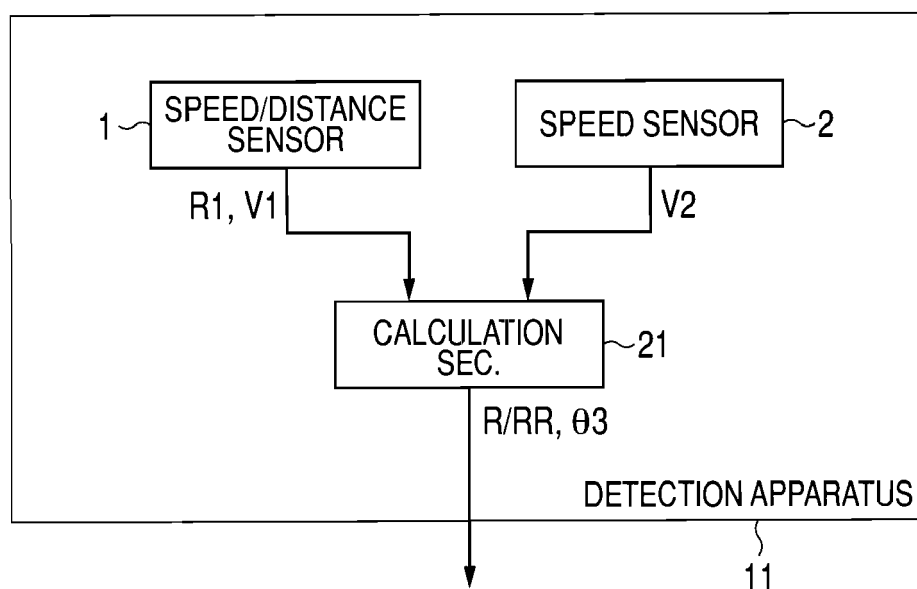 SPEED/DISTANCE
SENSOR
1
SPEED SENSOR
2
R1, V1
V2
CALCULATION
SEC.
21
R/RR, θ3
DETECTION APPARATUS
11